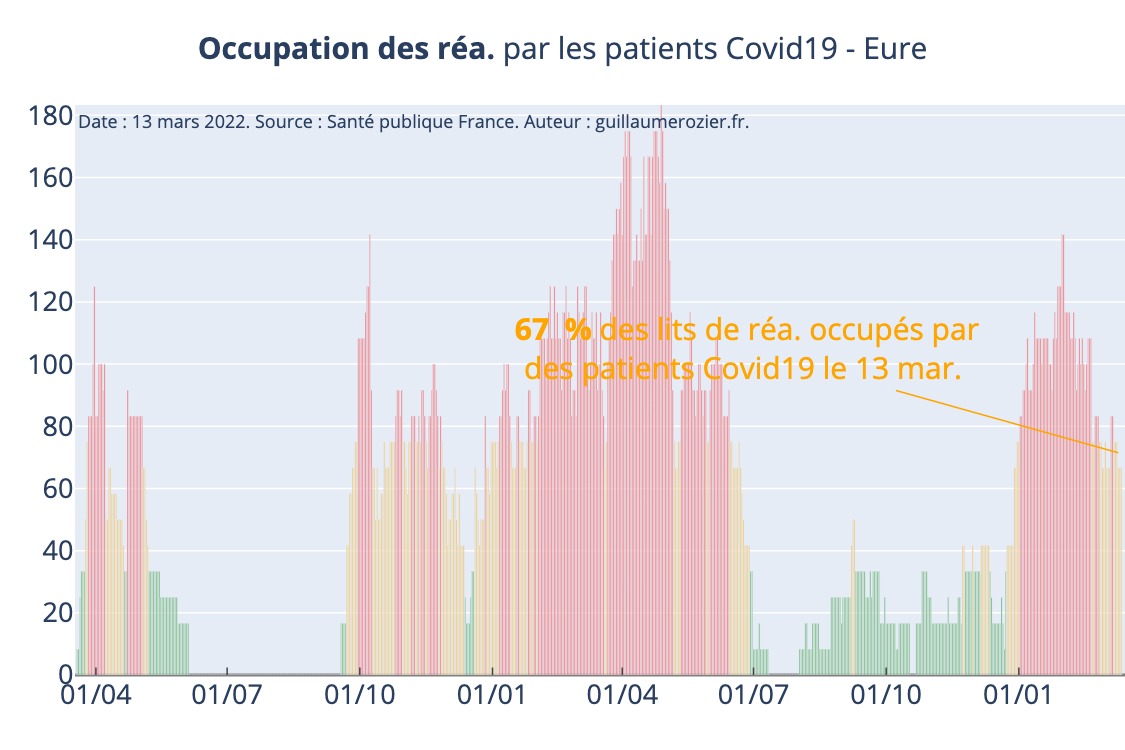 Occupation des réa. par les patients Covid19 - Eure
180
Date : 13 mars 2022. Source : Santé publique France. Auteur : guillaumerozier.fr.
160
140
120
67 % des lits de réa. occupés par
100
des patients Covid19 le 13 mar.
80
60
40
20
0
01/04 01/07 01/10 01/01 01/04 01/07 01/10 01/01